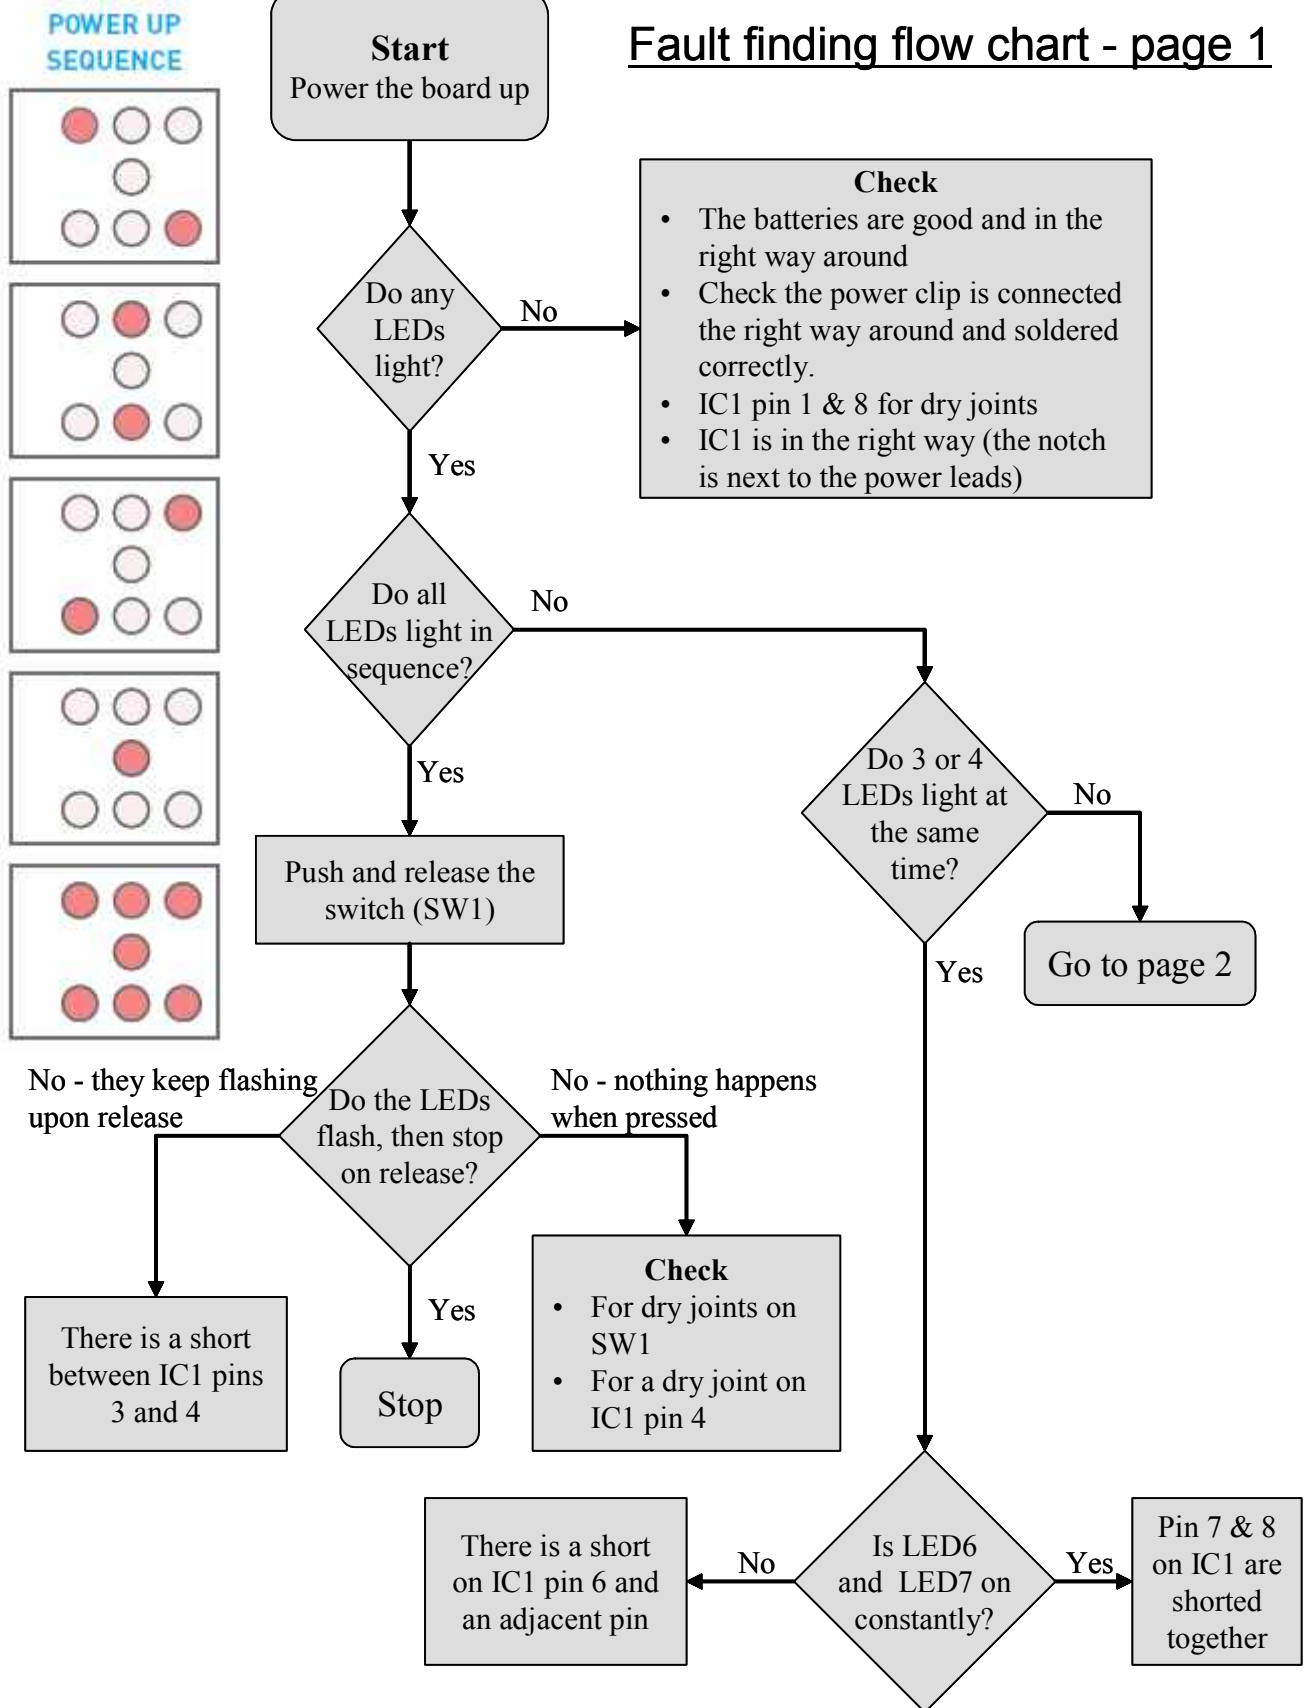 POWER UP
SEQUENCE
Fault finding flow chart - page 1
Start
Power the board up
Do any
LEDs
light?
No
Check
• The batteries are good and in the
right way around
• Check the power clip is connected
the right way around and soldered
correctly.
• IC1 pin 1 & 8 for dry joints
• IC1 is in the right way (the notch
is next to the power leads)
Yes
Do all
LEDs light in
sequence?
No
Yes
Do 3 or 4
LEDs light at
the same
time?
No
Go to page 2
Yes
Push and release the
switch (SW1)
Do the LEDs
flash, then stop
on release?
No - they keep flashing
upon release
No - nothing happens
when pressed
There is a short
between IC1 pins
3 and 4
Yes
Stop
Check
• For dry joints on
SW1
• For a dry joint on
IC1 pin 4
Is LED6
and LED7 on
constantly?
No
There is a short
on IC1 pin 6 and
an adjacent pin
Yes
Pin 7 & 8
on IC1 are
shorted
together